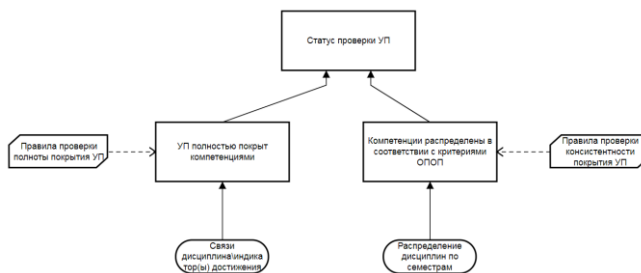 Статус проверки УП
Правила проверки
полноты покрытия УП
УП полностью покрыт
компетенциями
Компетенции распределены в
соответствии с критериями
ОПОП
Правила проверки
консистентности
покрытия УП
Связи
дисциплина\индика
тор(ы) достижения
Распределение
дисциплин по
семестрам